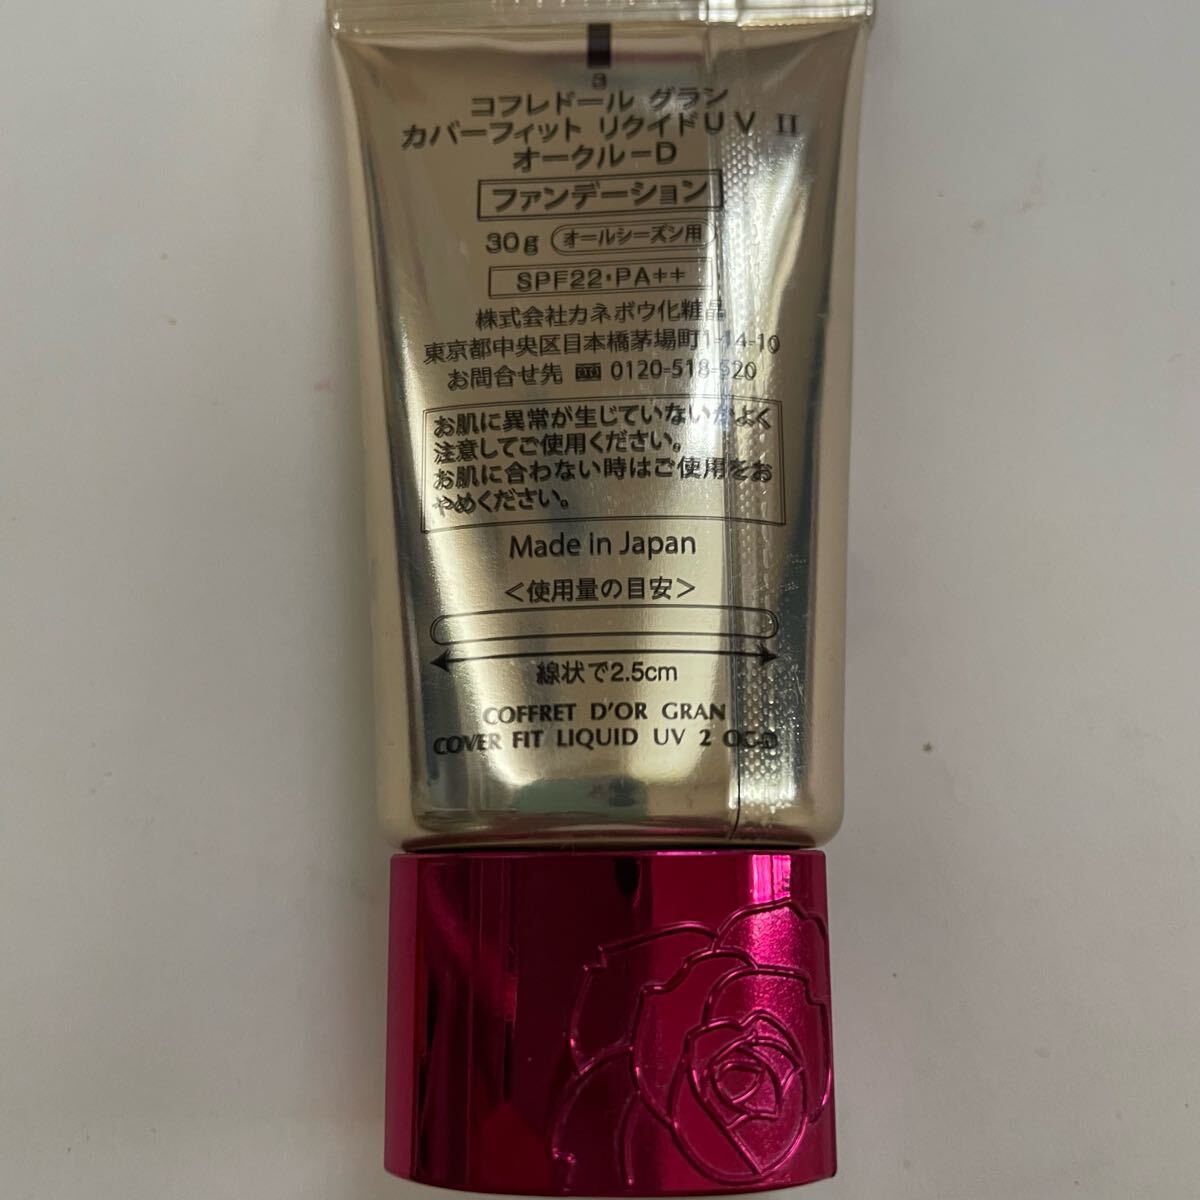 3
コフレドール グラン
カバーフィット リクイドUV II
オークルーD
ファンデーション
30g オールシーズン用
SPF22・PA++
株式会社カネボウ化粧品
東京都中央区日本橋茅場町1-14-10
お問合せ先 0120-518-520
お肌に異常が生じていないかよく
注意してご使用ください。
お肌に合わない時はご使用をお
やめください。
Made in Japan
＜使用量の目安＞
線状で2.5cm
COFFRET D'OR GRAN
COVER FIT LIQUID UV 2 OC-D